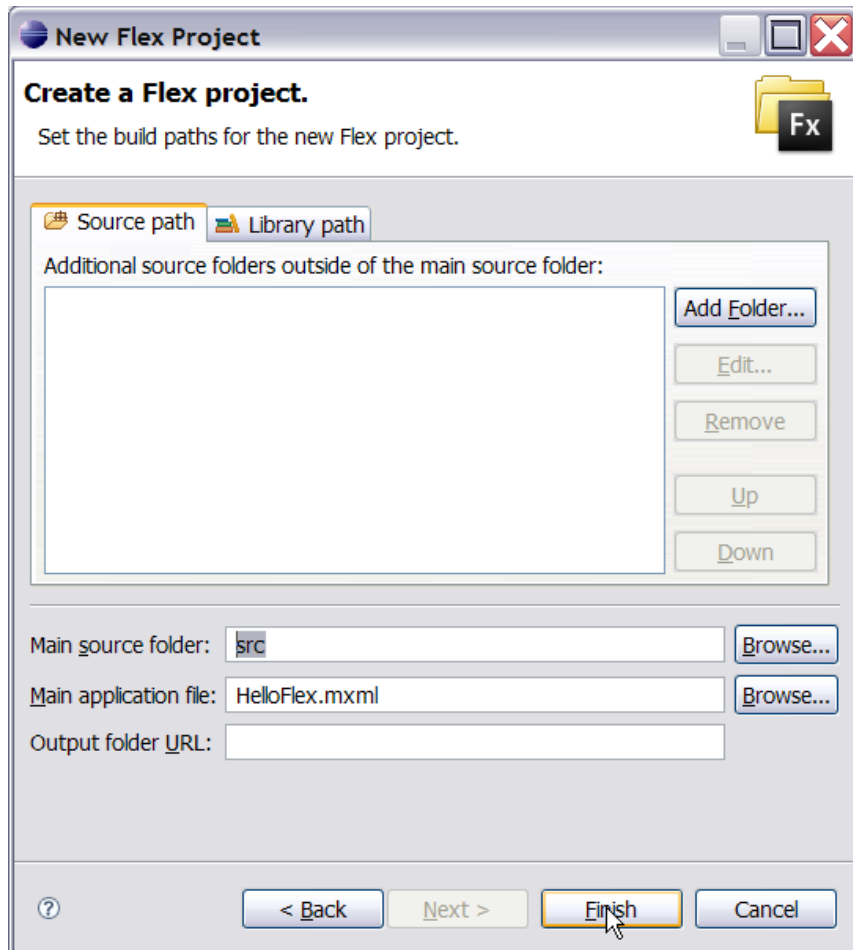 New Flex Project
Create a Flex project.
Set the build paths for the new Flex project.
Fx
Source path
Library path
Additional source folders outside of the main source folder:
Add Folder...
Edit...
Remove
Up
Down
Main source folder: src Browse...
Main application file: HelloFlex.mxml Browse...
Output folder URL:
? < Back Next > Finish Cancel